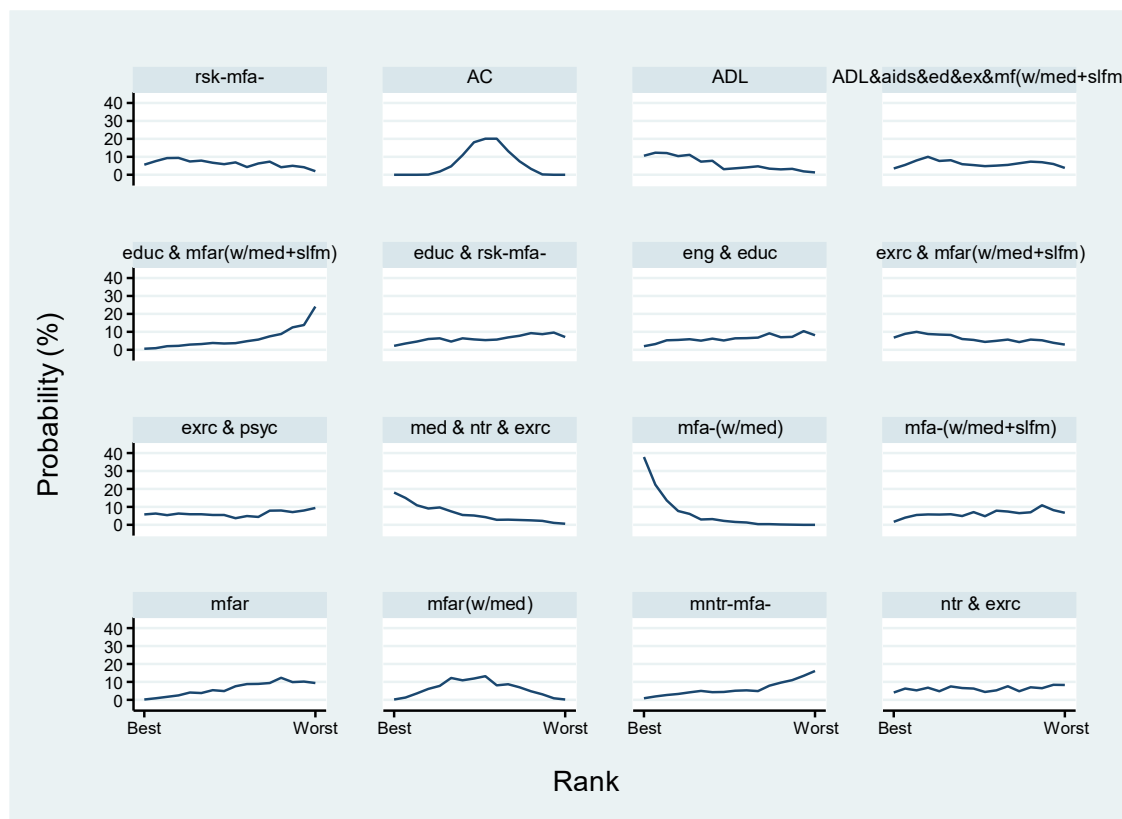 rsk-mfa-
AC
ADL
ADL&aids&ed&ex&mf(w/med+slfm
40
30
20
10
0
educ & mfar(w/med+slfm)
educ & rsk-mfa-
eng & educ
exrc & mfar(w/med+slfm)
40
30
20
10
0
exrc & psyc
med & ntr & exrc
mfa-(w/med)
mfa-(w/med+slfm)
40
30
20
10
0
mfar
mfar(w/med)
mntr-mfa-
ntr & exrc
40
30
20
10
0
Best
Worst
Best
Worst
Best
Worst
Best
Worst
Probability (%)
Rank